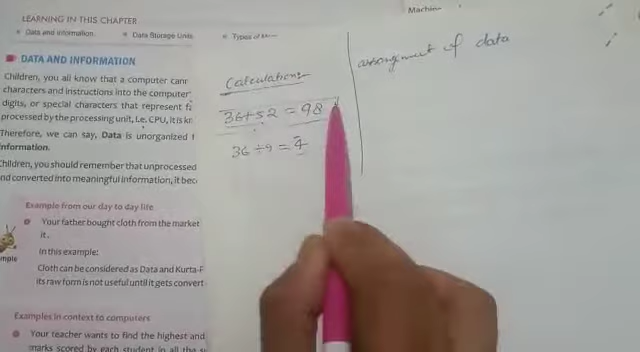 Machine
LEARNING IN THIS CHAPTER
Data and Information
Data Storage Units
Types of
DATA AND INFORMATION
Children, you all know that a computer
characters and instructions into the computer
digits, or special characters that represent
processed by the processing unit, i.e. CPU, it is
Therefore, we can say, Data is unorganized
information.
Children, you should remember that unprocessed
and converted into meaningful information, it
Example from our day to day life
Your father bought cloth from the market
it.
In this example:
Cloth can be considered as Data and Kurta-P
its raw form is not useful until it gets convert
Examples in context to computers
Your teacher wants to find the highest and
marks scored by each student in all the
Calculations
36+52 = 98
36 ÷ 9 = 4
arrangment of data